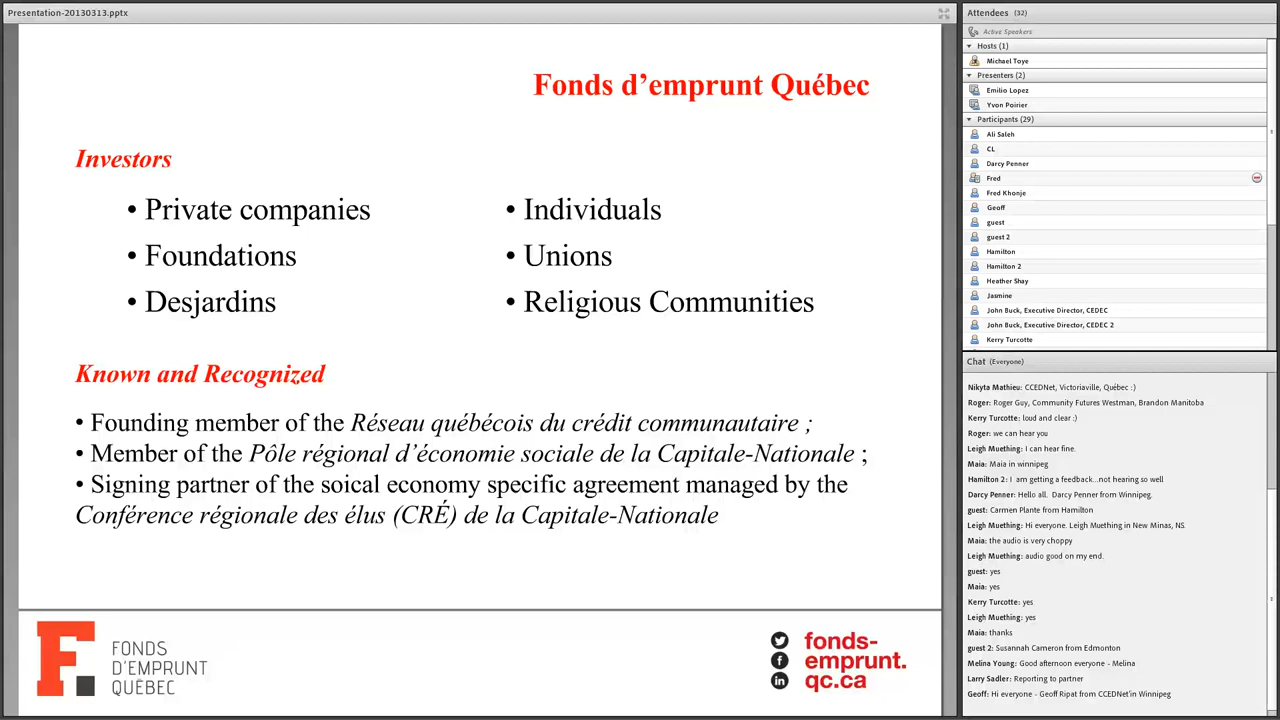 Presentation-20130313.pptx
Fonds d’emprunt Québec
Investors
• Private companies
• Foundations
• Desjardins
• Individuals
• Unions
• Religious Communities
Known and Recognized
• Founding member of the Réseau québécois du crédit communautaire ;
• Member of the Pôle régional d’économie sociale de la Capitale-Nationale ;
• Signing partner of the soical economy specific agreement managed by the
Conférence régionale des élus (CRÉ) de la Capitale-Nationale
FONDS
D'EMPRUNT
QUÉBEC
fonds-
emprunt.
qc.ca
Attendees (32)
Active Speakers
Hosts (1)
Michael Toye
Presenters (2)
Emilio Lopez
Yvon Poirier
Participants (29)
Ali Saleh
CL
Darcy Penner
Fred
Fred Khonje
Geoff
guest
guest 2
Hamilton
Hamilton 2
Heather Shay
Jasmine
John Buck, Executive Director, CEDEC
John Buck, Executive Director, CEDEC 2
Kerry Turcotte
Chat (Everyone)
Nikyta Mathieu: CCEDNet, Victoriaville, Québec :)
Roger: Roger Guy, Community Futures Westman, Brandon Manitoba
Kerry Turcotte: loud and clear :)
Roger: we can hear you
Leigh Muething: I can hear fine.
Maia: Maia in winnipeg
Hamilton 2: I am getting a feedback...not hearing so well
Darcy Penner: Hello all. Darcy Penner from Winnipeg.
guest: Carmen Plante from Hamilton
Leigh Muething: Hi everyone. Leigh Muething in New Minas, NS.
Maia: the audio is very choppy
Leigh Muething: audio good on my end.
guest: yes
Maia: yes
Kerry Turcotte: yes
Leigh Muething: yes
Maia: thanks
guest 2: Susannah Cameron from Edmonton
Melina Young: Good afternoon everyone - Melina
Larry Sadler: Reporting to partner
Geoff: Hi everyone - Geoff Ripat from CCEDNet in Winnipeg